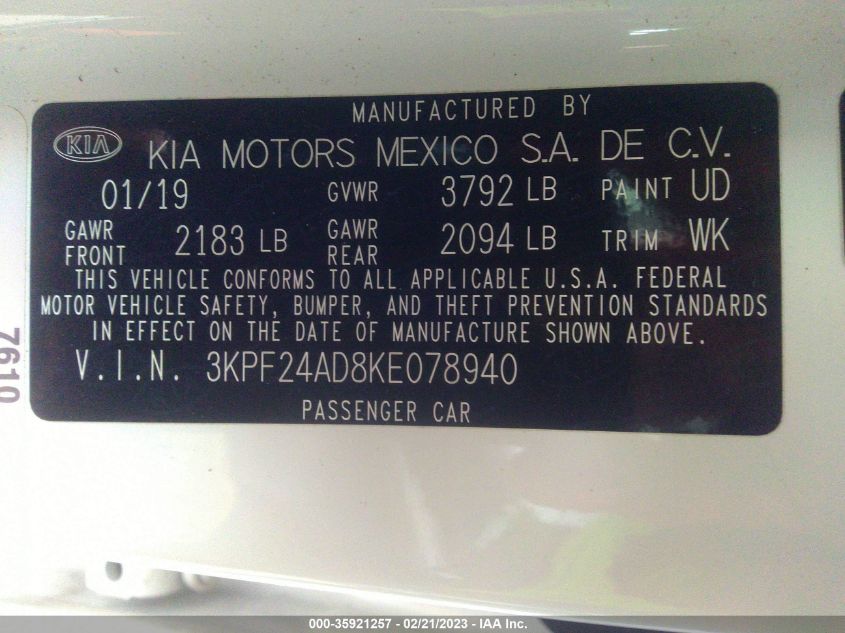 MANUFACTURED BY
KIA KIA MOTORS MEXICO S.A. DE C.V.
01/19 GVWR 3792 LB PAINT UD
GAWR FRONT 2183 LB GAWR REAR 2094 LB TRIM WK
THIS VEHICLE CONFORMS TO ALL APPLICABLE U.S.A. FEDERAL
MOTOR VEHICLE SAFETY, BUMPER, AND THEFT PREVENTION STANDARDS
IN EFFECT ON THE DATE OF MANUFACTURE SHOWN ABOVE.
V.I.N. 3KPF24AD8KE078940
PASSENGER CAR
7619
000-35921257 - 02/21/2023 - IAA Inc.